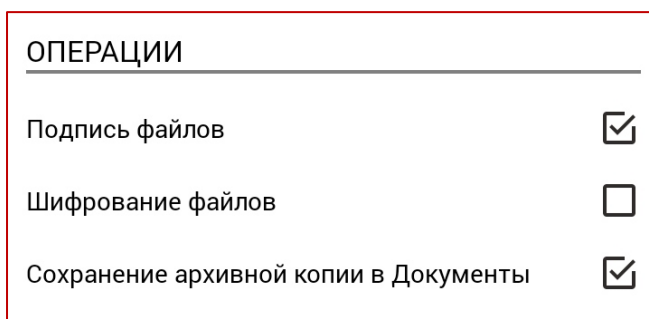 ОПЕРАЦИИ
Подпись файлов
Шифрование файлов
Сохранение архивной копии в Документы